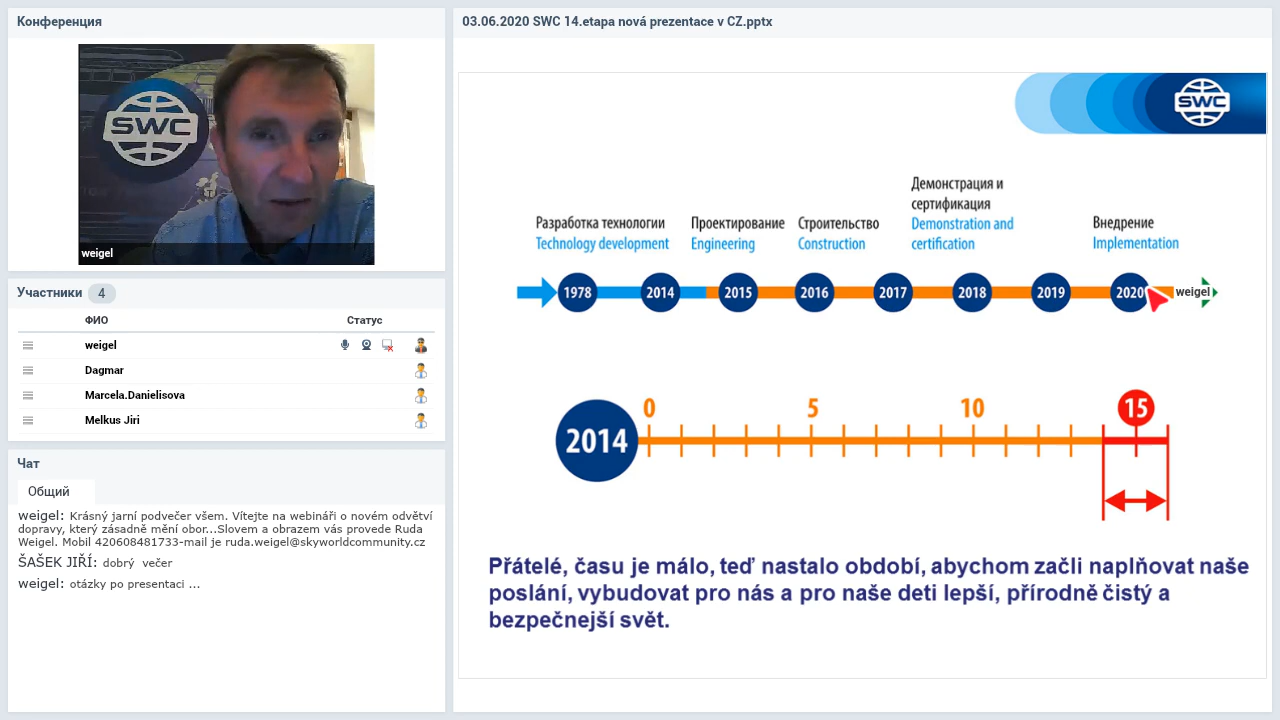 Конференция
SWC
weigel
Участники 4
ФИО Статус
weigel
Dagmar
Marcela.Danielisova
Melkus Jiri
Чат
Общий
weigel: Krásný jarní podvečer všem. Vítejte na webináři o novém odvětví
dopravy, který zásadně mění obor...Slovem a obrazem vás provede Ruda
Weigel. Mobil 420608481733-mail je ruda.weigel@skyworldcommunity.cz
ŠAŠEK JIŘÍ: dobrý večer
weigel: otázky po presentaci ...
03.06.2020 SWC 14.etapa nová prezentace v CZ.pptx
SWC
Разработка технологии
Technology development
Проектирование
Engineering
Строительство
Construction
Демонстрация и
сертификация
Demonstration and
certification
Внедрение
Implementation
1978 2014 2015 2016 2017 2018 2019 2020 weigel
0 5 10 15
2014
Přátelé, času je málo, teď nastalo období, abychom začli naplňovat naše
poslání, vybudovat pro nás a pro naše deti lepší, přírodně čistý a
bezpečnejší svět.